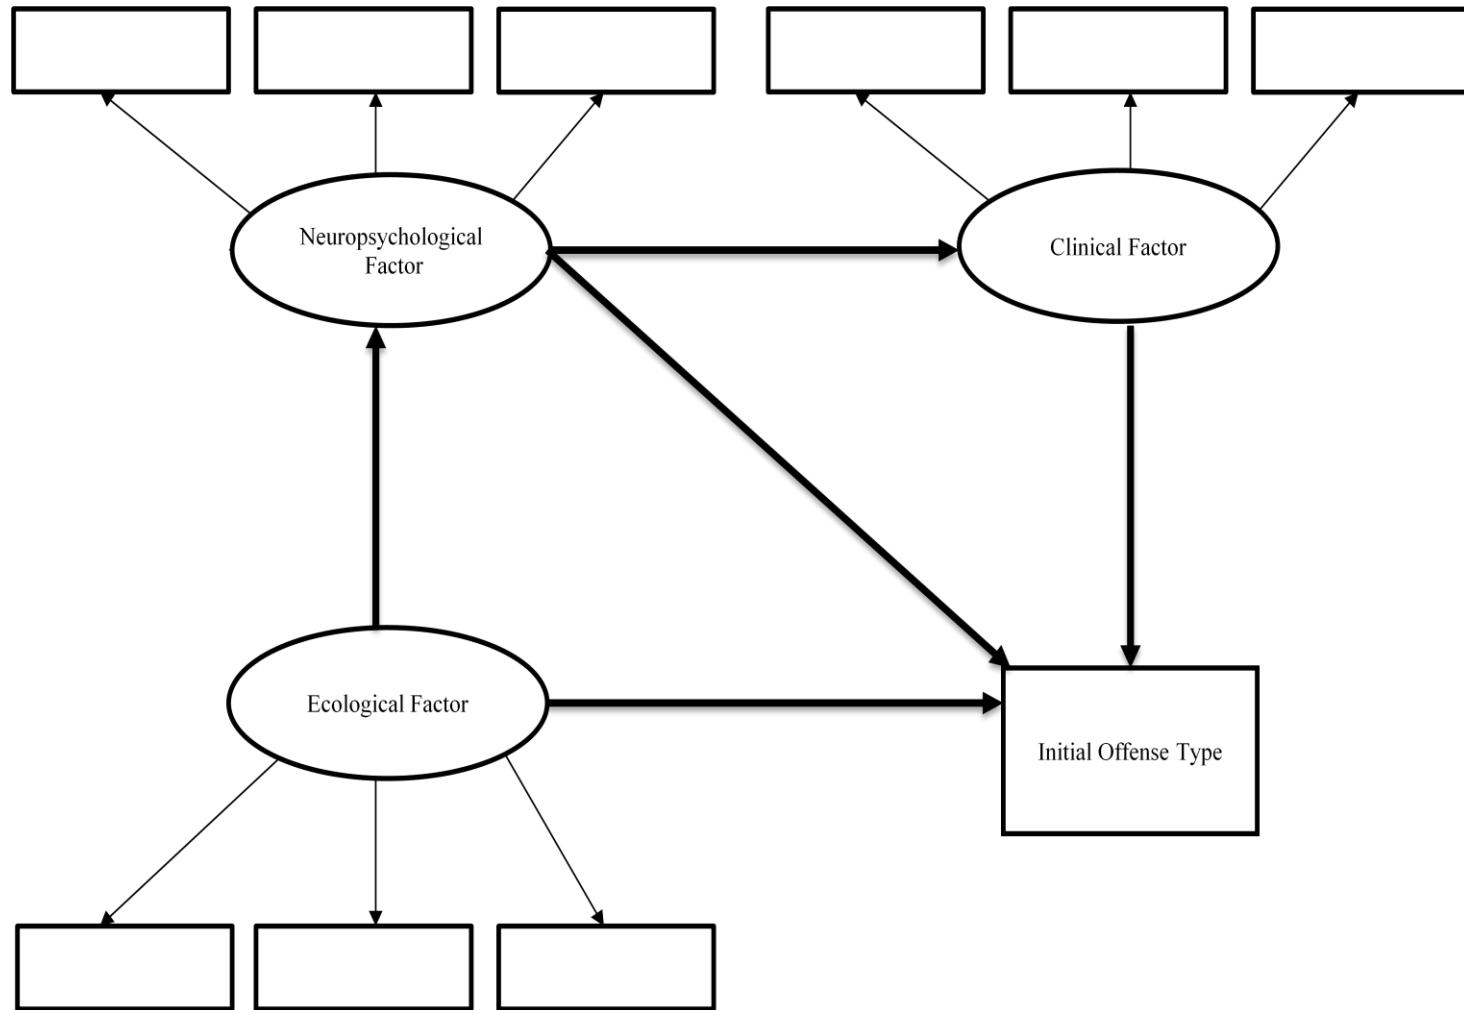 Neuropsychological
Factor
Clinical Factor
Ecological Factor
Initial Offense Type